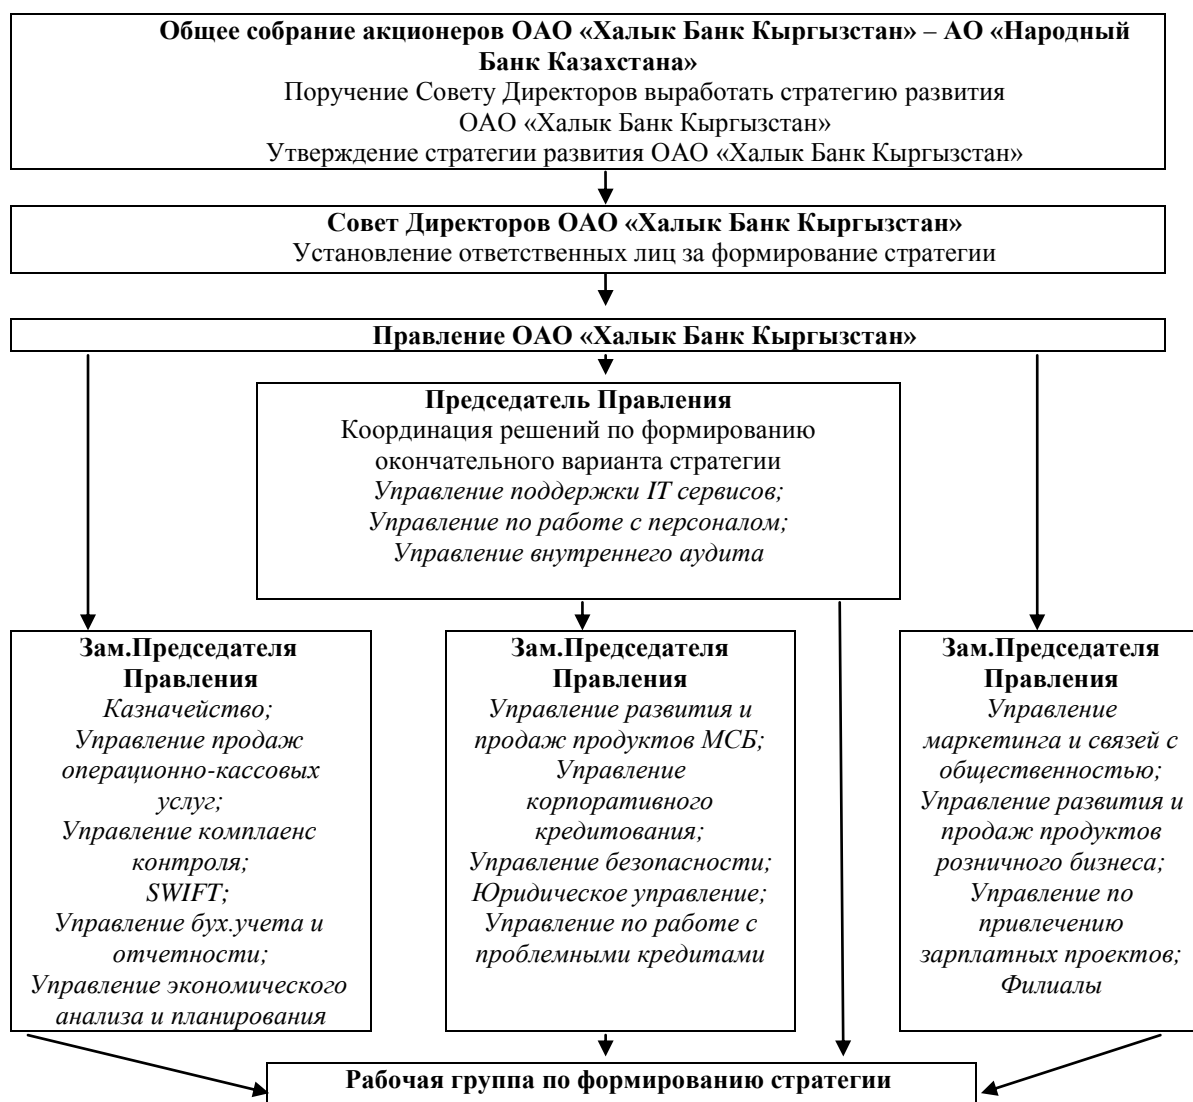 Общее собрание акционеров ОАО «Халык Банк Кыргызстан» – АО «Народный
Банк Казахстана»
Поручение Совету Директоров выработать стратегию развития
ОАО «Халык Банк Кыргызстан»
Утверждение стратегии развития ОАО «Халык Банк Кыргызстан»
Совет Директоров ОАО «Халык Банк Кыргызстан»
Установление ответственных лиц за формирование стратегии
Правление ОАО «Халык Банк Кыргызстан»
Председатель Правления
Координация решений по формированию
окончательного варианта стратегии
Управление поддержки IT сервисов;
Управление по работе с персоналом;
Управление внутреннего аудита
Зам.Председателя
Правления
Казначейство;
Управление продаж
операционно-кассовых
услуг;
Управление комплаенс
контроля;
SWIFT;
Управление бух.учета и
отчетности;
Управление экономического
анализа и планирования
Зам.Председателя
Правления
Управление развития и
продаж продуктов МСБ;
Управление
корпоративного
кредитования;
Управление безопасности;
Юридическое управление;
Управление по работе с
проблемными кредитами
Зам.Председателя
Правления
Управление
маркетинга и связей с
общественностью;
Управление развития и
продаж продуктов
розничного бизнеса;
Управление по
привлечению
зарплатных проектов;
Филиалы
Рабочая группа по формированию стратегии